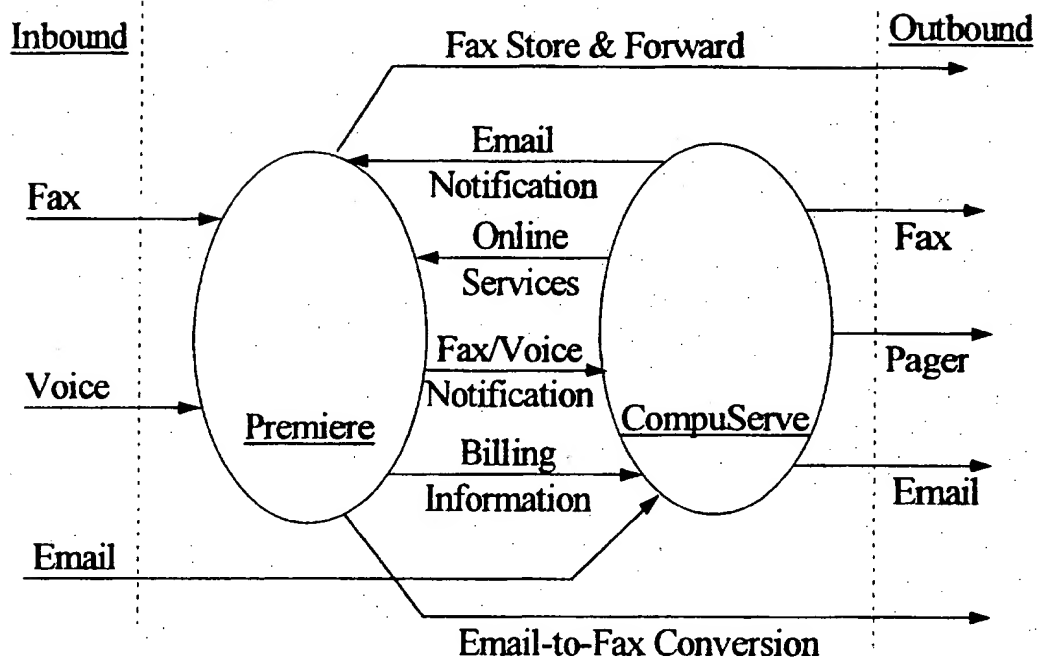 Inbound
Outbound
Fax Store & Forward
Email
Notification
Fax
Fax
Online
Services
Pager
Fax/Voice
Notification
Voice
Premiere
CompuServe
Billing
Information
Email
Email
Email-to-Fax Conversion